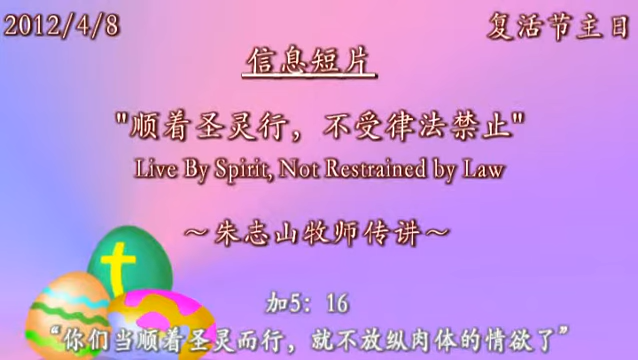 2012/4/8
复活节主日
信息短片
"顺着圣灵行，不受律法禁止"
Live By Spirit, Not Restrained by Law
～朱志山牧师传讲～
加5：16
“你们当顺着圣灵而行，就不放纵肉体的情欲了”